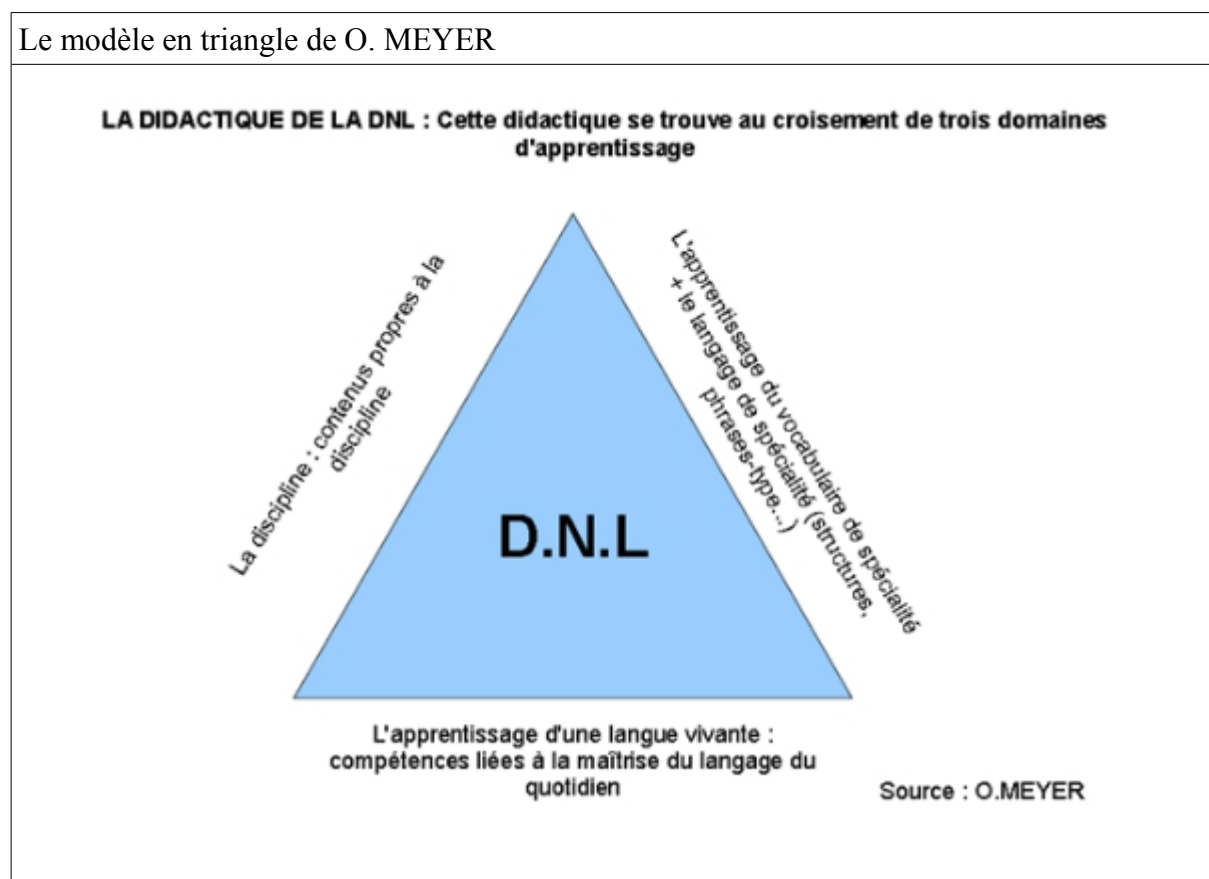 Le modèle en triangle de O. MEYER
LA DIDACTIQUE DE LA DNL : Cette didactique se trouve au croisement de trois domaines
d'apprentissage
La discipline : contenus propres à la
discipline
L'apprentissage du vocabulaire de spécialité
+ le langage de spécialité (structures,
phrases-type...)
D.N.L
L'apprentissage d'une langue vivante :
compétences liées à la maîtrise du langage du
quotidien
Source : O.MEYER